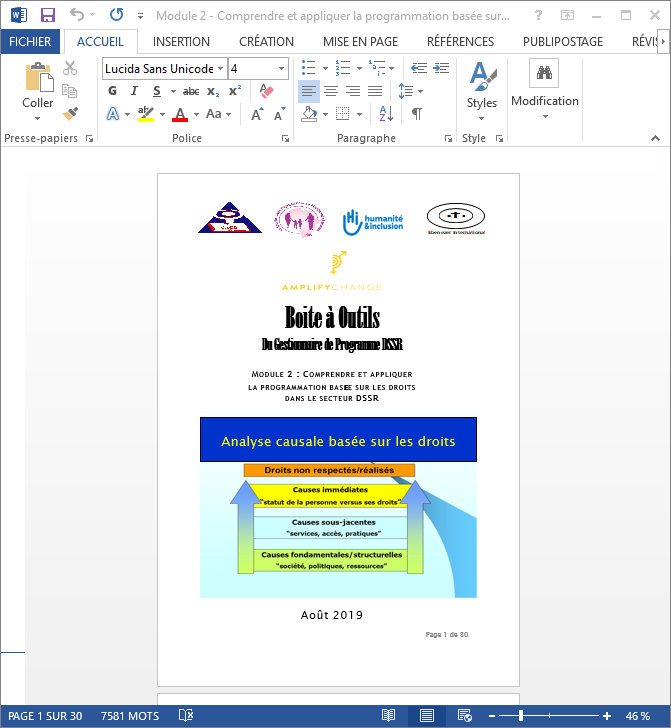 Module 2 - Comprendre et appliquer la programmation basée sur...
FICHIER ACCUEIL INSERTION CRÉATION MISE EN PAGE RÉFÉRENCES PUBLIPOSTAGE RÉVIS
Lucida Sans Unicode 4
Coller
G I S abc X₂ X²
A ab A Aa A A
Styles
Modification
Presse-papiers Police Paragraphe Style
humanité
&inclusion
Eben ezer International
AMPLIFYCHANGE
Boite à Outils
Du Gestionnaire de Programme DSSR
MODULE 2 : COMPRENDRE ET APPLIQUER
LA PROGRAMMATION BASÉE SUR LES DROITS
DANS LE SECTEUR DSSR
Analyse causale basée sur les droits
Droits non respectés/réalisés
Causes immédiates
"statut de la personne versus ses droits"
Causes sous-jacentes
"services, accès, pratiques"
Causes fondamentales/structurelles
"société, politiques, ressources"
Août 2019
Page 1 de 30
PAGE 1 SUR 30 7581 MOTS 46 %